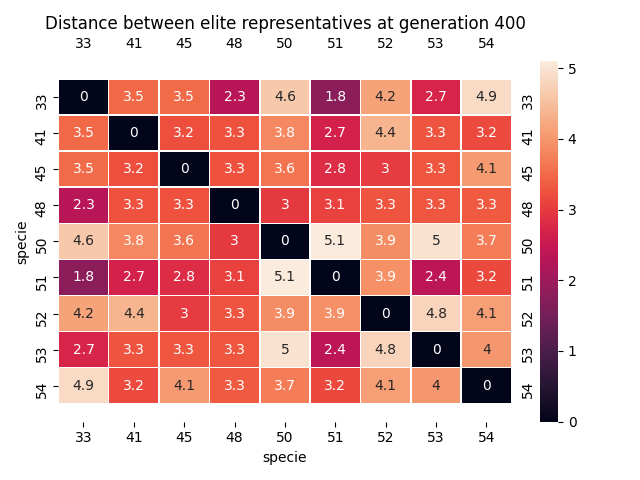 Distance between elite representatives at generation 400
33 41 45 48 50 51 52 53 54
33 0 3.5 3.5 2.3 4.6 1.8 4.2 2.7 4.9 33
41 3.5 0 3.2 3.3 3.8 2.7 4.4 3.3 3.2 41
45 3.5 3.2 0 3.3 3.6 2.8 3 3.3 4.1 45
48 2.3 3.3 3.3 0 3 3.1 3.3 3.3 3.3 48
50 4.6 3.8 3.6 3 0 5.1 3.9 5 3.7 50
51 1.8 2.7 2.8 3.1 5.1 0 3.9 2.4 3.2 51
52 4.2 4.4 3 3.3 3.9 3.9 0 4.8 4.1 52
53 2.7 3.3 3.3 3.3 5 2.4 4.8 0 4 53
54 4.9 3.2 4.1 3.3 3.7 3.2 4.1 4 0 54
33 41 45 48 50 51 52 53 54
specie
specie
5
4
3
2
1
0